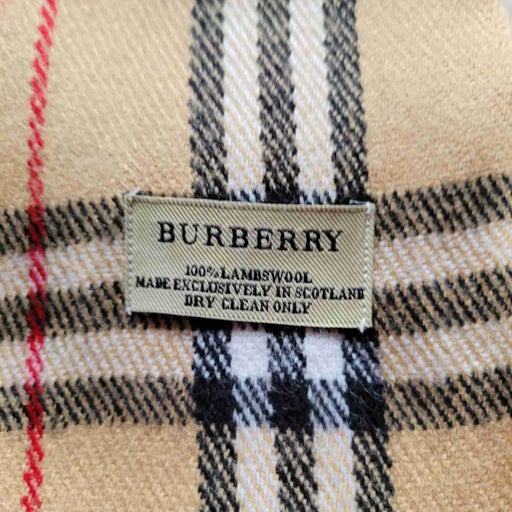 BURBERRY
100% LAMBSWOOL
MADE EXCLUSIVELY IN SCOTLAND
DRY CLEAN ONLY